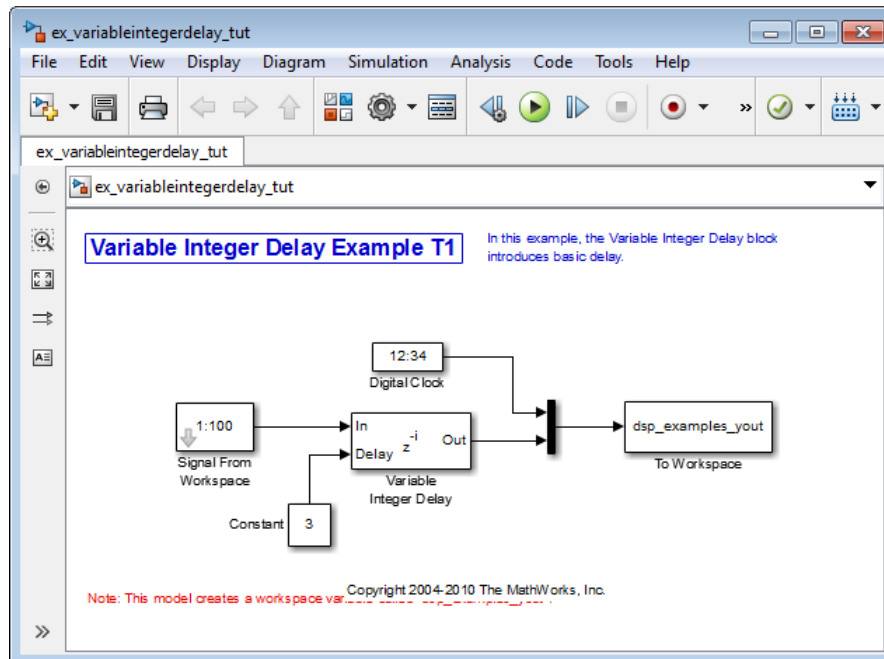 ex_variableintegerdelay_tut
File Edit View Display Diagram Simulation Analysis Code Tools Help
ex_variableintegerdelay_tut
ex_variableintegerdelay_tut
Variable Integer Delay Example T1
In this example, the Variable Integer Delay block
introduces basic delay.
12:34
Digital Clock
1:100
Signal From
Workspace
In
Delay
z-i
Out
Variable
Integer Delay
dsp_examples_yout
To Workspace
Constant
3
Copyright 2004-2010 The MathWorks, Inc.
Note: This model creates a workspace